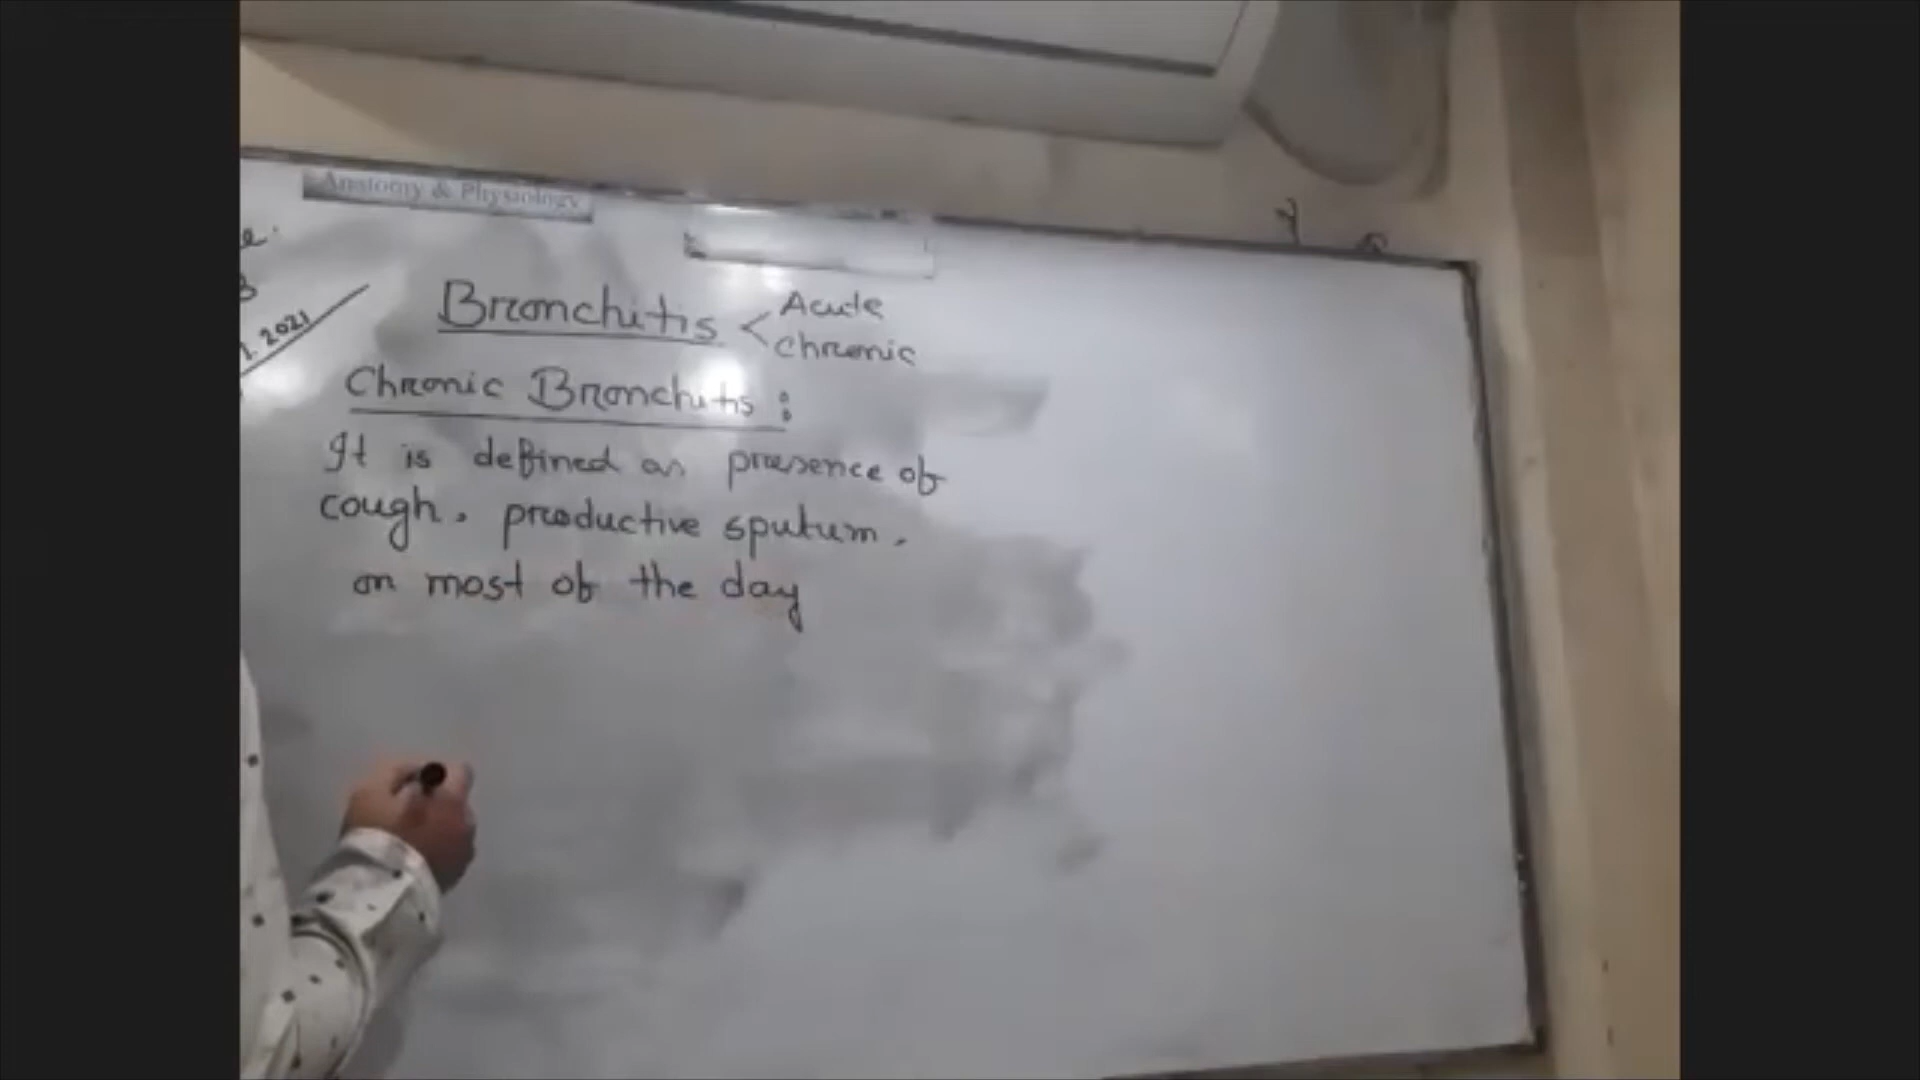 Anatomy & Physiology
2021
Bronchitis < Acute
Chronic
Chronic Bronchitis :
It is defined as presence of
cough, productive sputum,
on most of the day